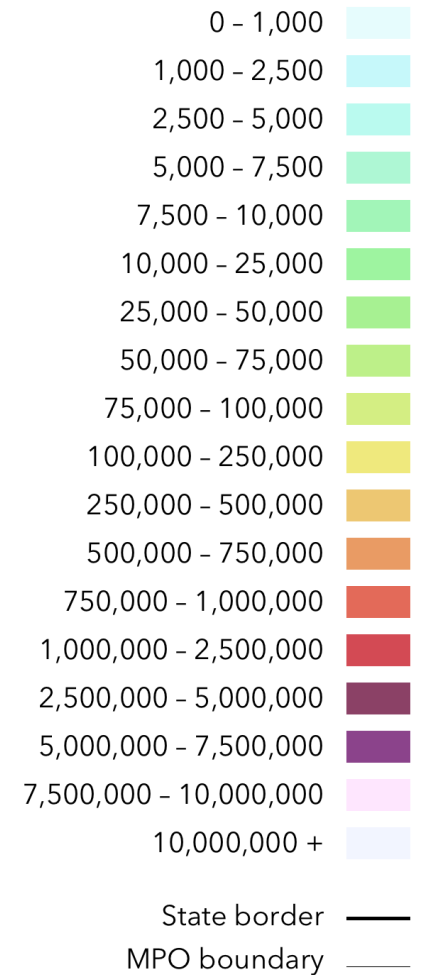 0 – 1,000
1,000 – 2,500
2,500 – 5,000
5,000 – 7,500
7,500 – 10,000
10,000 – 25,000
25,000 – 50,000
50,000 – 75,000
75,000 – 100,000
100,000 – 250,000
250,000 – 500,000
500,000 – 750,000
750,000 – 1,000,000
1,000,000 – 2,500,000
2,500,000 – 5,000,000
5,000,000 – 7,500,000
7,500,000 – 10,000,000
10,000,000 +
State border
MPO boundary